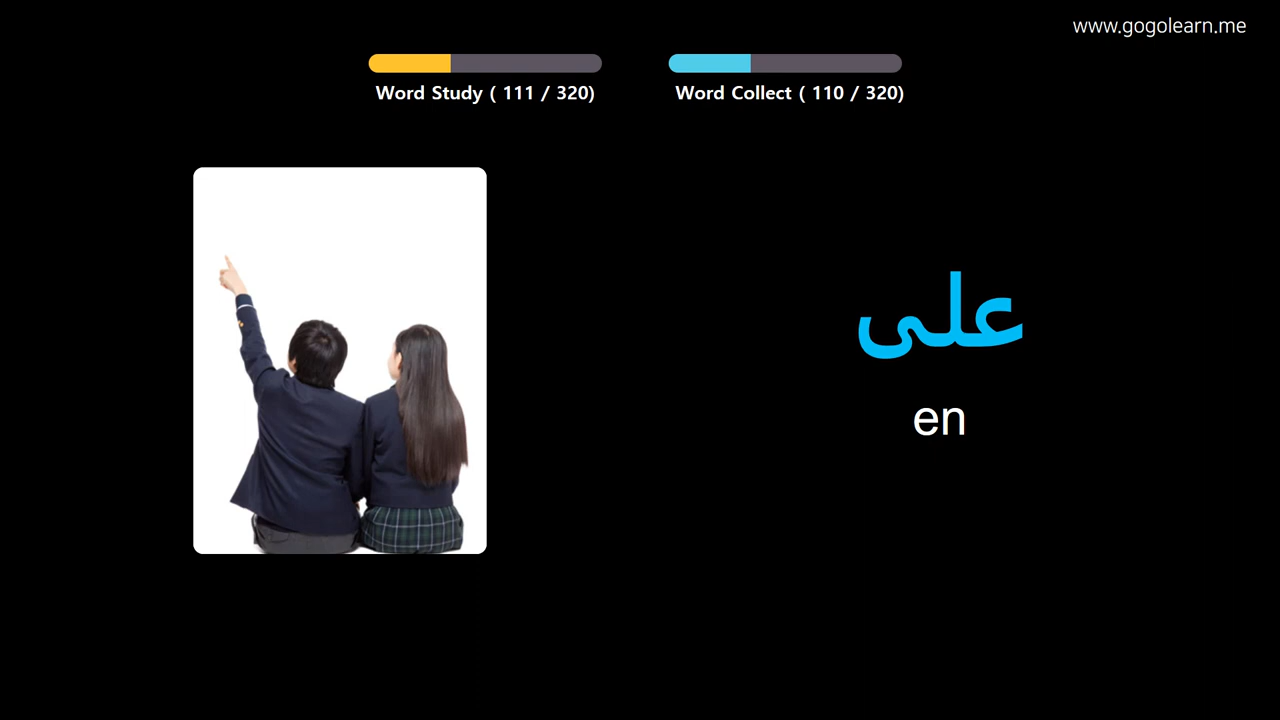 www.gogolearn.me
Word Study ( 111 / 320)
Word Collect ( 110 / 320)
على
en